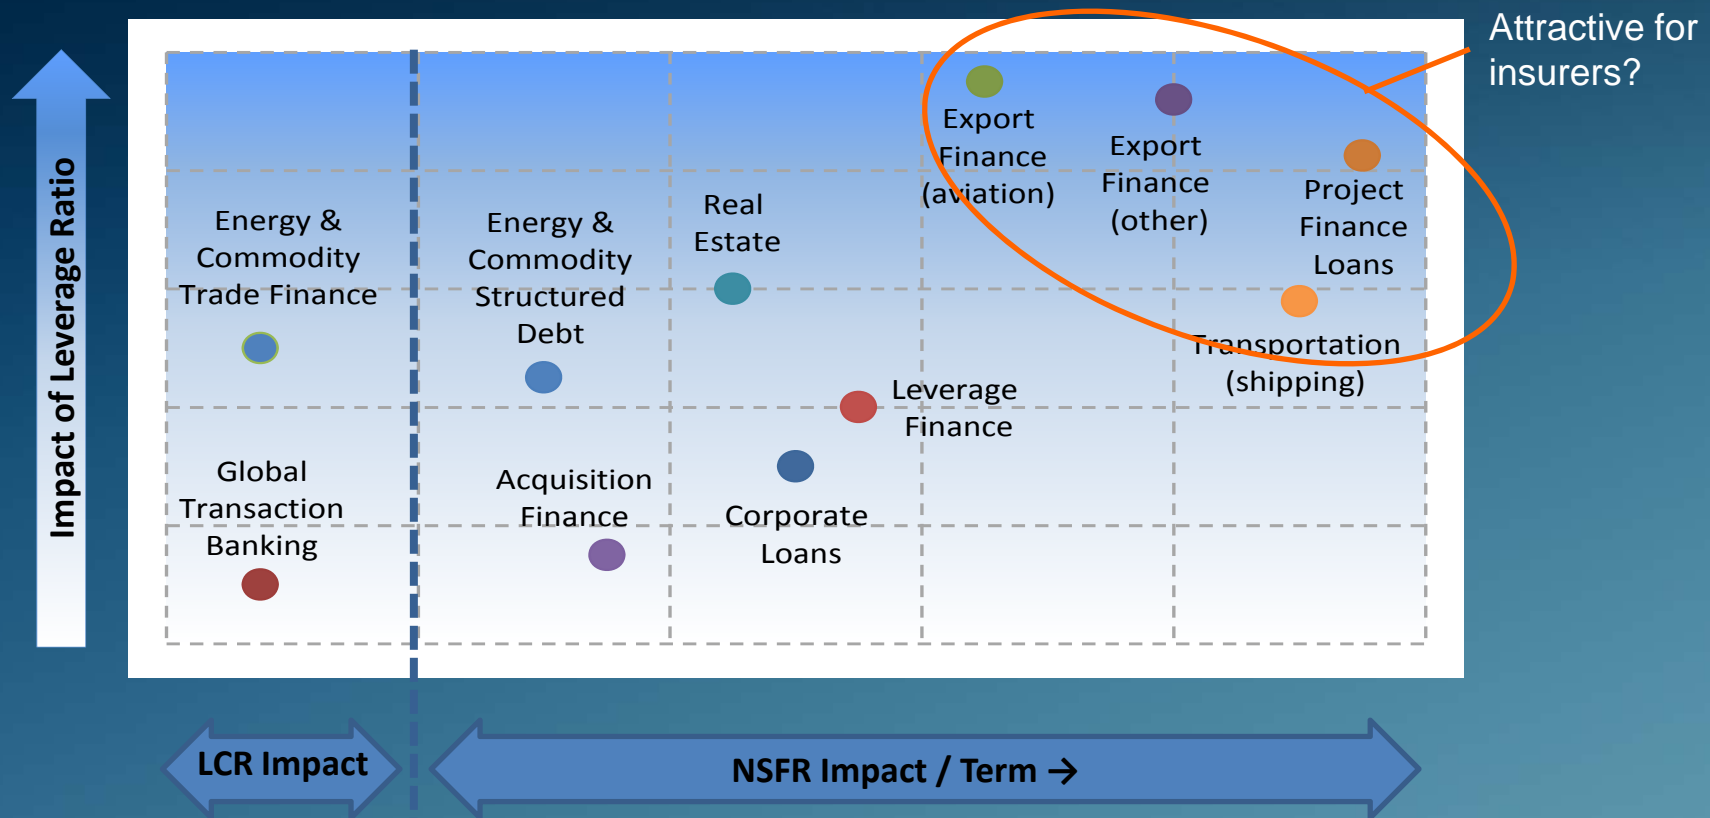 Attractive for
insurers?
Impact of Leverage Ratio
Export
Finance
(aviation)
Export
Finance
(other)
Project
Finance
Loans
Energy &
Commodity
Trade Finance
Energy &
Commodity
Structured
Debt
Real
Estate
Transportation
(shipping)
Leverage
Finance
Global
Transaction
Banking
Acquisition
Finance
Corporate
Loans
LCR Impact
NSFR Impact / Term →